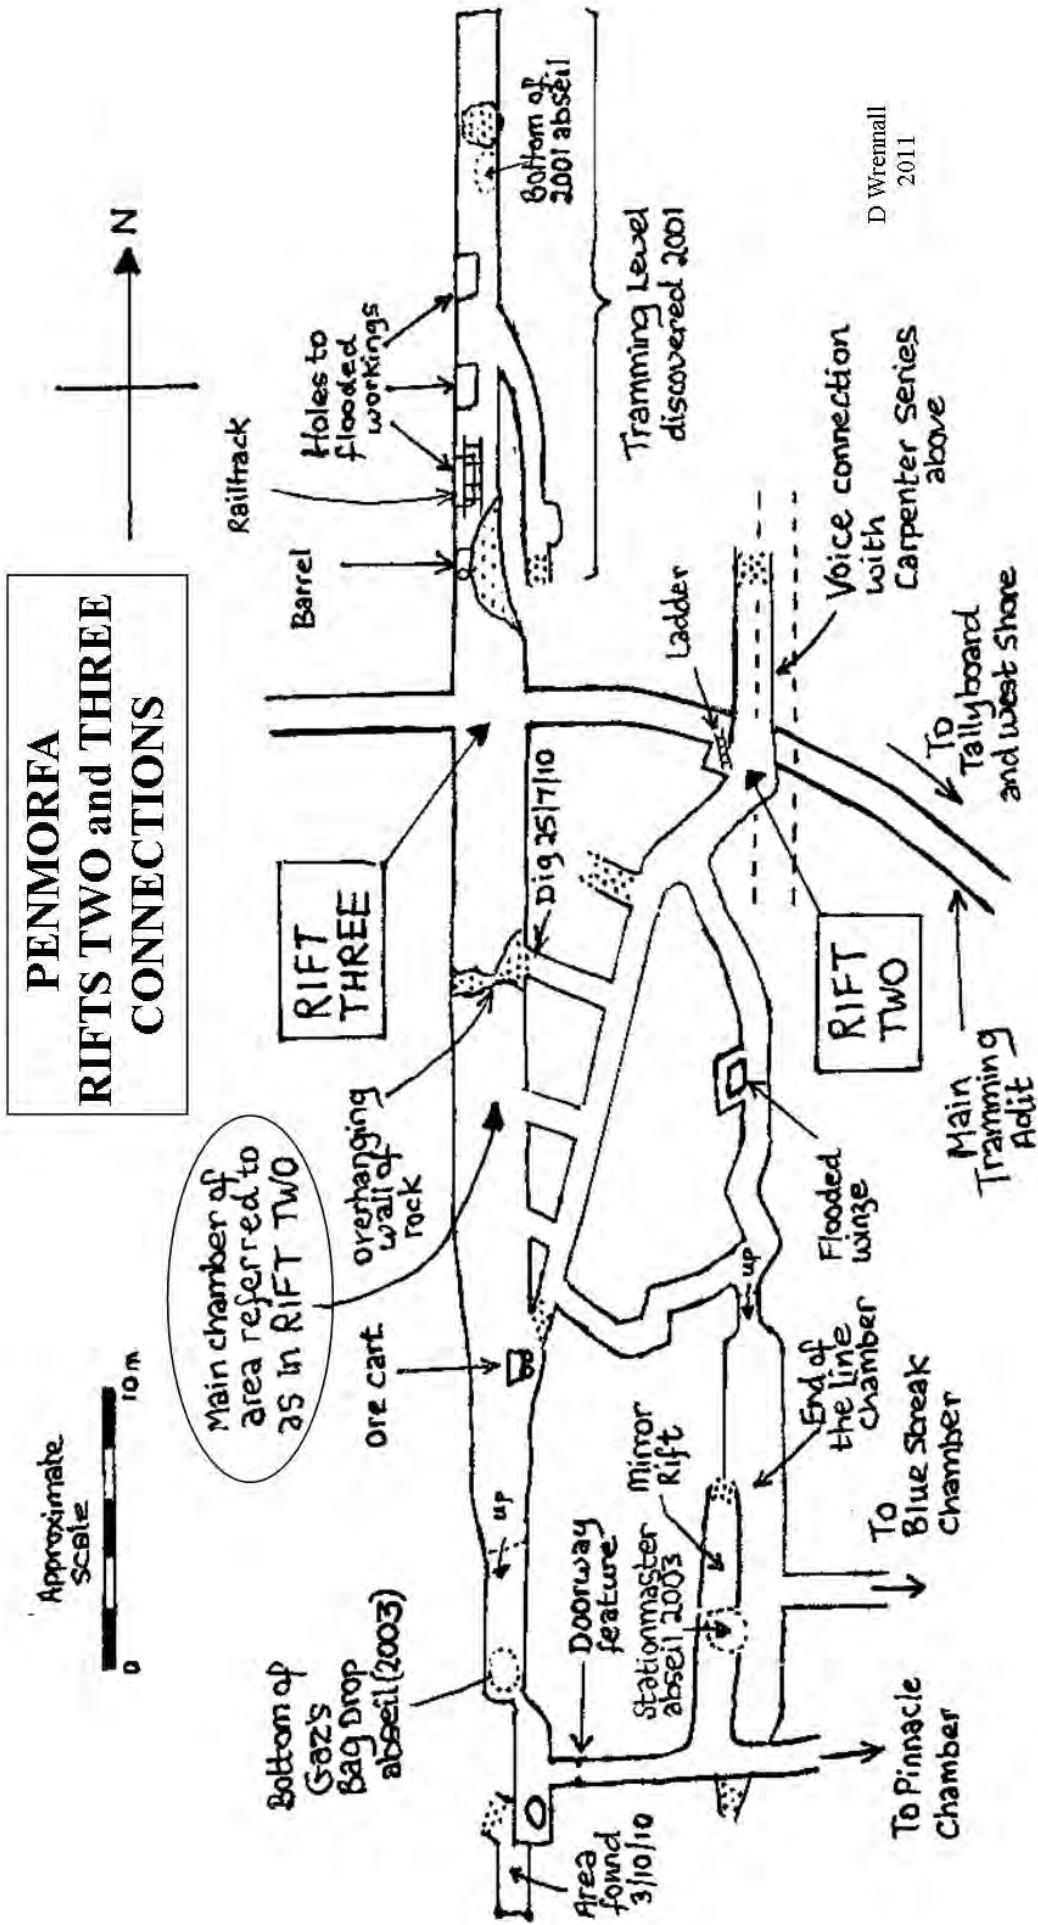 PENMORFA
RIFTS TWO and THREE
CONNECTIONS
Approximate
scale
0
10m
N
Main chamber of
area referred to
as in RIFT TWO
Bottom of
Gaz's
Bag Drop
abseil (2003)
ore cart
overhanging
wall of
rock
RIFT
THREE
Barrel
Railtrack
Holes to
flooded
workings
Bottom of
2001 abseil
Tramming Level
discovered 2001
Dig 25/7/10
Ladder
up
Area
found
3/10/10
Doorway
feature
Stationmaster
abseil 2003
Mirror
Rift
up
End of
the Line
chamber
Flooded
winze
RIFT
TWO
Voice connection
with
Carpenter series
above
To
Tallyboard
and West Shore
Main
Tramming
Adit
To
Blue Streak
Chamber
To Pinnacle
Chamber
D Wrennall
2011